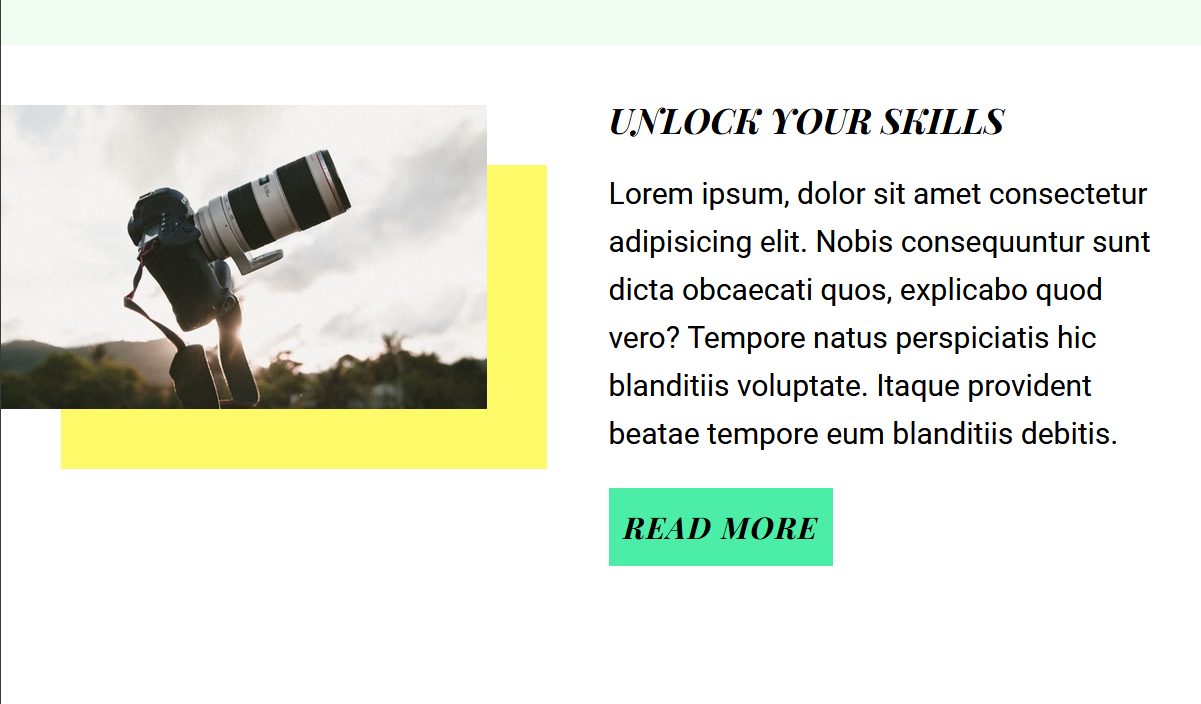 UNLOCK YOUR SKILLS
Lorem ipsum, dolor sit amet consectetur
adipisicing elit. Nobis consequuntur sunt
dicta obcaecati quos, explicabo quod
vero? Tempore natus perspiciatis hic
blanditiis voluptate. Itaque provident
beatae tempore eum blanditiis debitis.
READ MORE